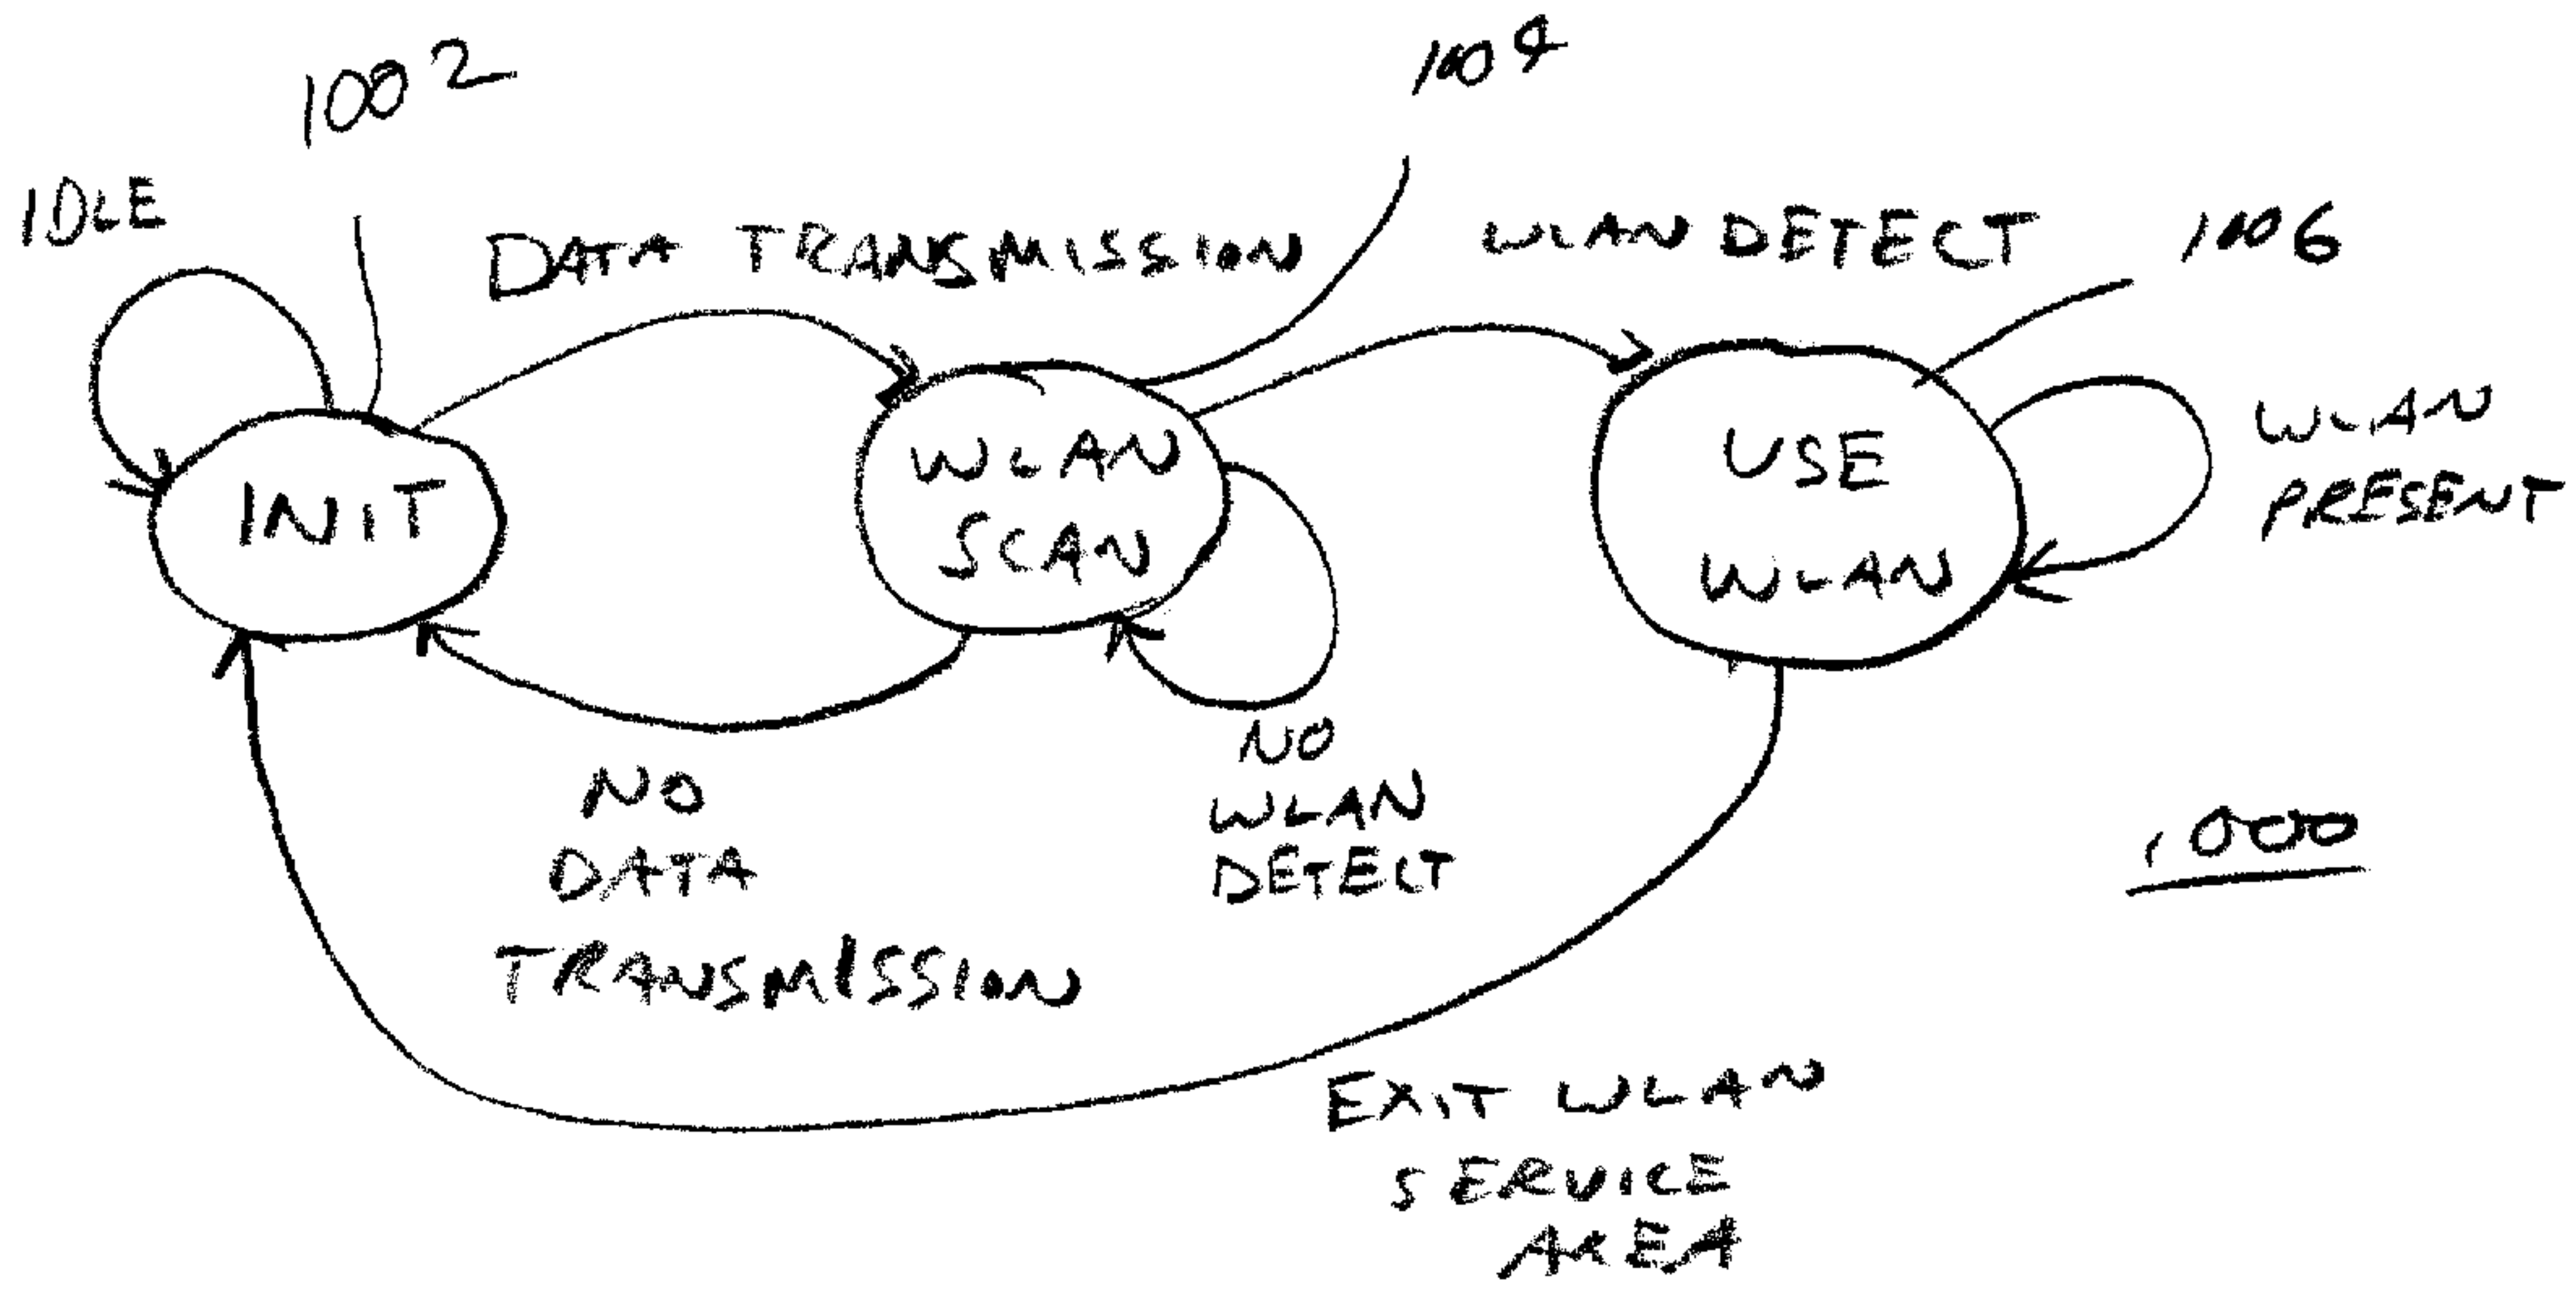 1002
1004
IDLE
DATA TRANSMISSION
WLAN DETECT
1006
INIT
WLAN
SCAN
USE
WLAN
WLAN
PRESENT
NO
DATA
TRANSMISSION
NO
WLAN
DETECT
1000
EXIT WLAN
SERVICE
AREA